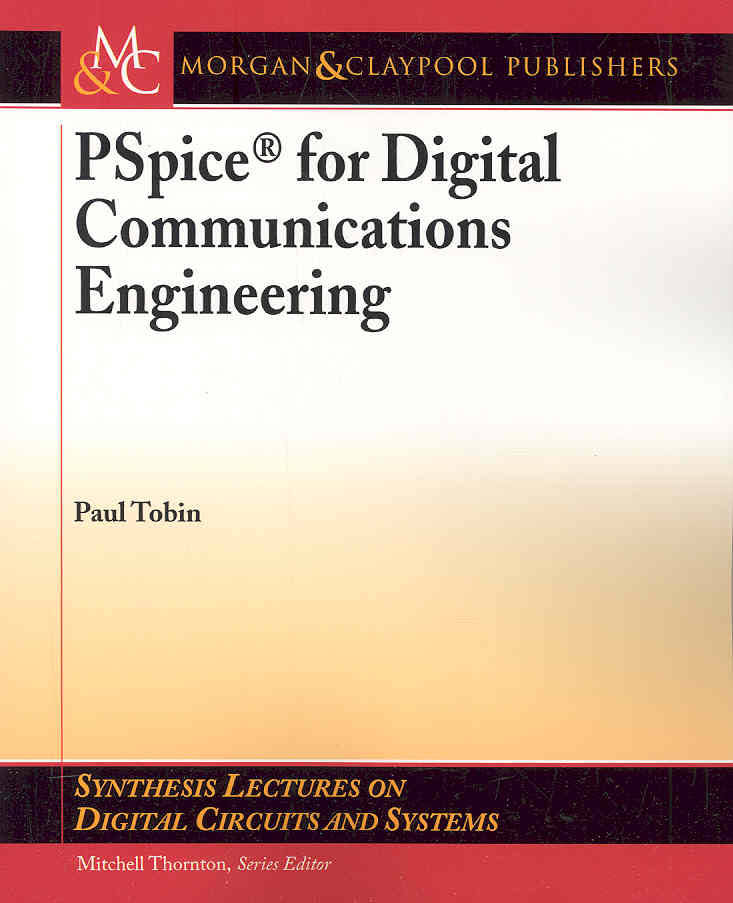 M
&C
MORGAN&CLAYPOOL PUBLISHERS
PSpice® for Digital
Communications
Engineering
Paul Tobin
SYNTHESIS LECTURES ON
DIGITAL CIRCUITS AND SYSTEMS
Mitchell Thornton, Series Editor